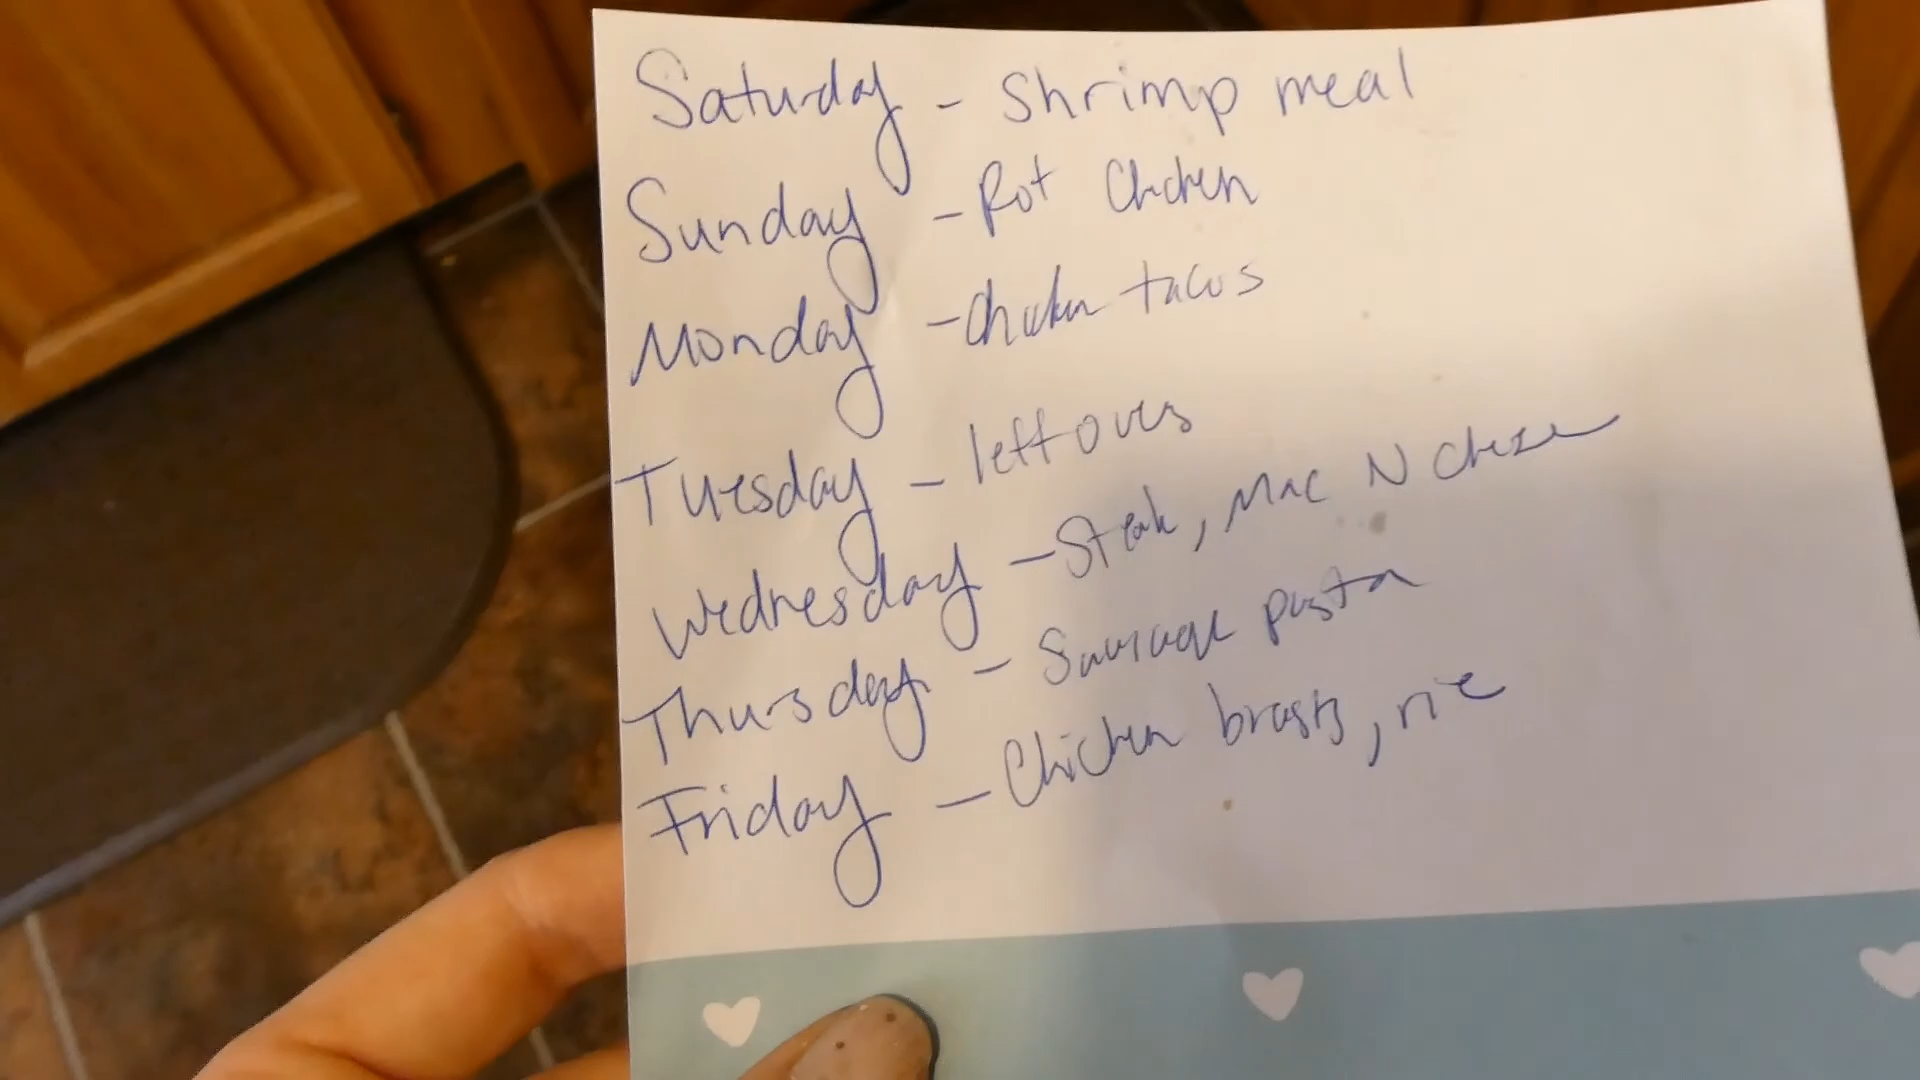 Saturday - Shrimp meal
Sunday - Rot Chicken
Monday - Chicken tacos
Tuesday - leftovers
Wednesday - Steak, Mac N Cheese
Thursday - Sausage pasta
Friday - Chicken breasts, rice